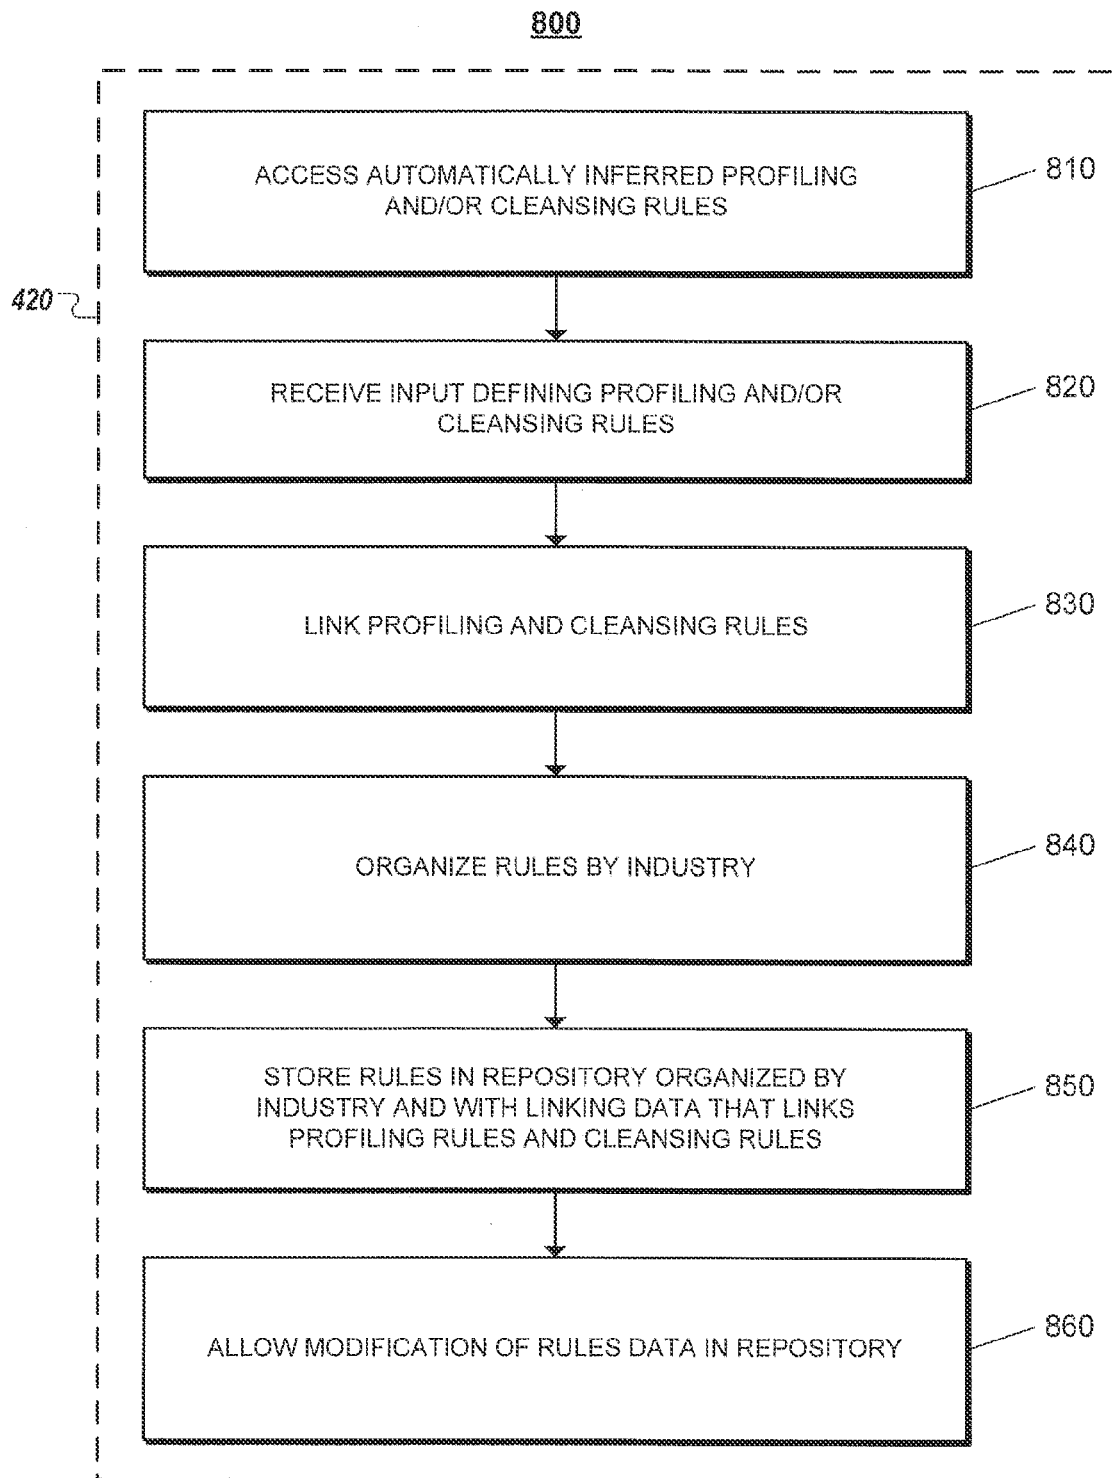 800
ACCESS AUTOMATICALLY INFERRED PROFILING
AND/OR CLEANSING RULES
810
420
RECEIVE INPUT DEFINING PROFILING AND/OR
CLEANSING RULES
820
LINK PROFILING AND CLEANSING RULES
830
ORGANIZE RULES BY INDUSTRY
840
STORE RULES IN REPOSITORY ORGANIZED BY
INDUSTRY AND WITH LINKING DATA THAT LINKS
PROFILING RULES AND CLEANSING RULES
850
ALLOW MODIFICATION OF RULES DATA IN REPOSITORY
860